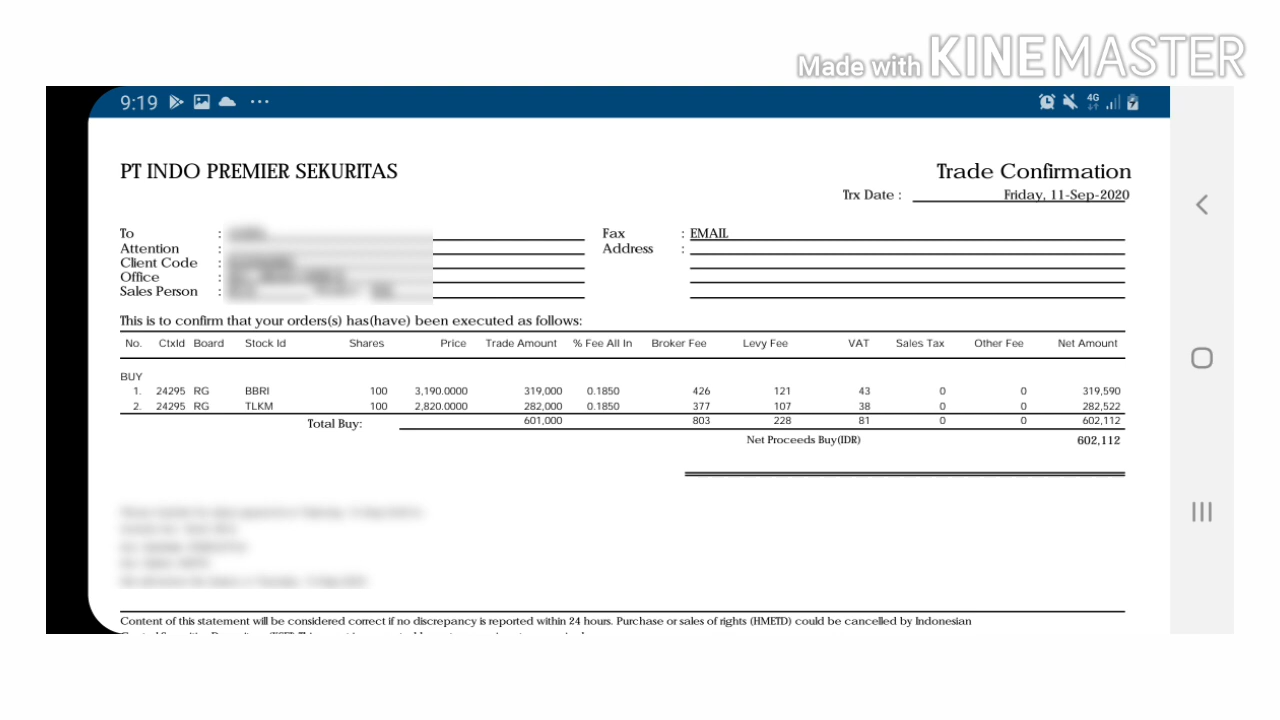 Made with KINEMASTER
9:19 4G
PT INDO PREMIER SEKURITAS Trade Confirmation
Trx Date : Friday, 11-Sep-2020
To : Fax : EMAIL
Attention : Address :
Client Code :
Office :
Sales Person :
This is to confirm that your orders(s) has(have) been executed as follows:
No. CtxId Board Stock Id Shares Price Trade Amount % Fee All In Broker Fee Levy Fee VAT Sales Tax Other Fee Net Amount
BUY
1. 24295 RG BBRI 100 3,190.0000 319,000 0.1850 426 121 43 0 0 319,590
2. 24295 RG TLKM 100 2,820.0000 282,000 0.1850 377 107 38 0 0 282,522
Total Buy: 601,000 803 228 81 0 0 602,112
Net Proceeds Buy(IDR) 602,112
Content of this statement will be considered correct if no discrepancy is reported within 24 hours. Purchase or sales of rights (HMETD) could be cancelled by Indonesian